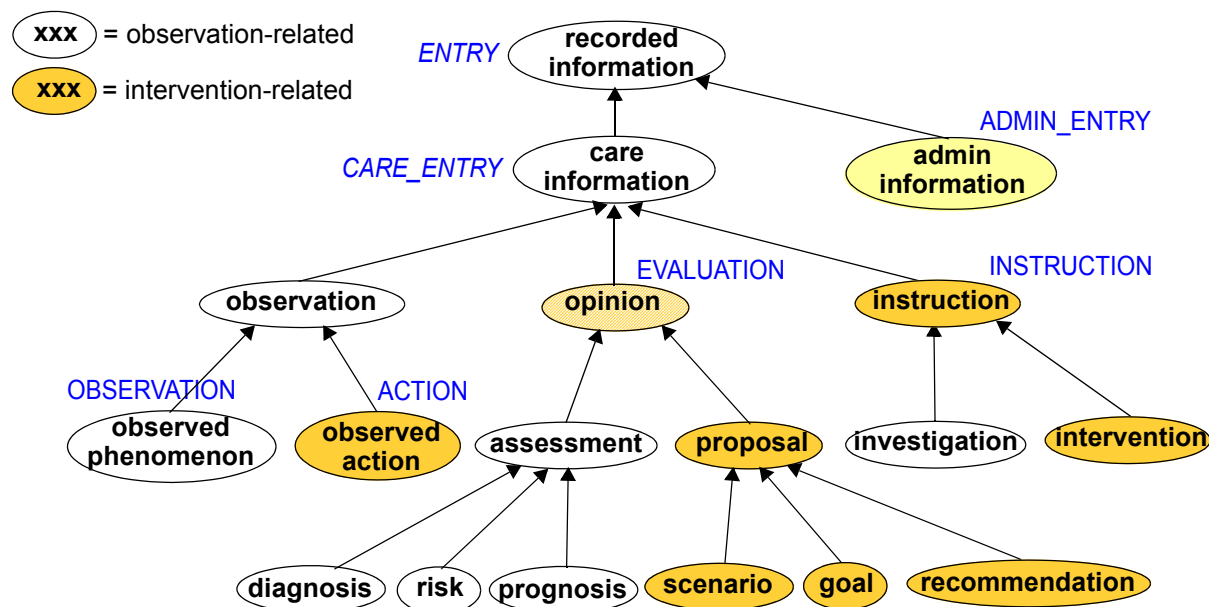 xxx = observation-related
xxx = intervention-related
ENTRY
recorded
information
ADMIN_ENTRY
CARE_ENTRY
care
information
admin
information
EVALUATION
INSTRUCTION
observation
opinion
instruction
OBSERVATION
ACTION
observed
phenomenon
observed
action
assessment
proposal
investigation
intervention
diagnosis
risk
prognosis
scenario
goal
recommendation